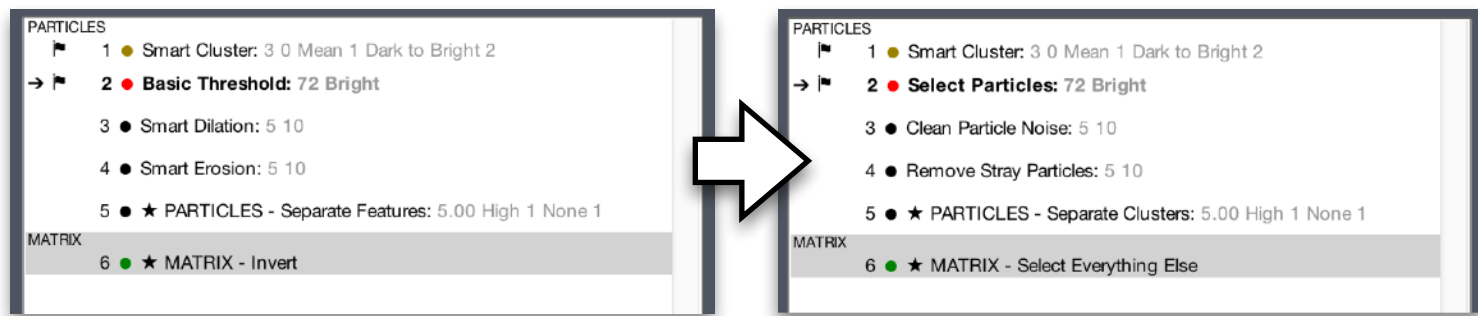 PARTICLES
1 Smart Cluster: 3 0 Mean 1 Dark to Bright 2
2 Basic Threshold: 72 Bright
3 Smart Dilation: 5 10
4 Smart Erosion: 5 10
5 ★ PARTICLES - Separate Features: 5.00 High 1 None 1
MATRIX
6 ★ MATRIX - Invert
PARTICLES
1 Smart Cluster: 3 0 Mean 1 Dark to Bright 2
2 Select Particles: 72 Bright
3 Clean Particle Noise: 5 10
4 Remove Stray Particles: 5 10
5 ★ PARTICLES - Separate Clusters: 5.00 High 1 None 1
MATRIX
6 ★ MATRIX - Select Everything Else